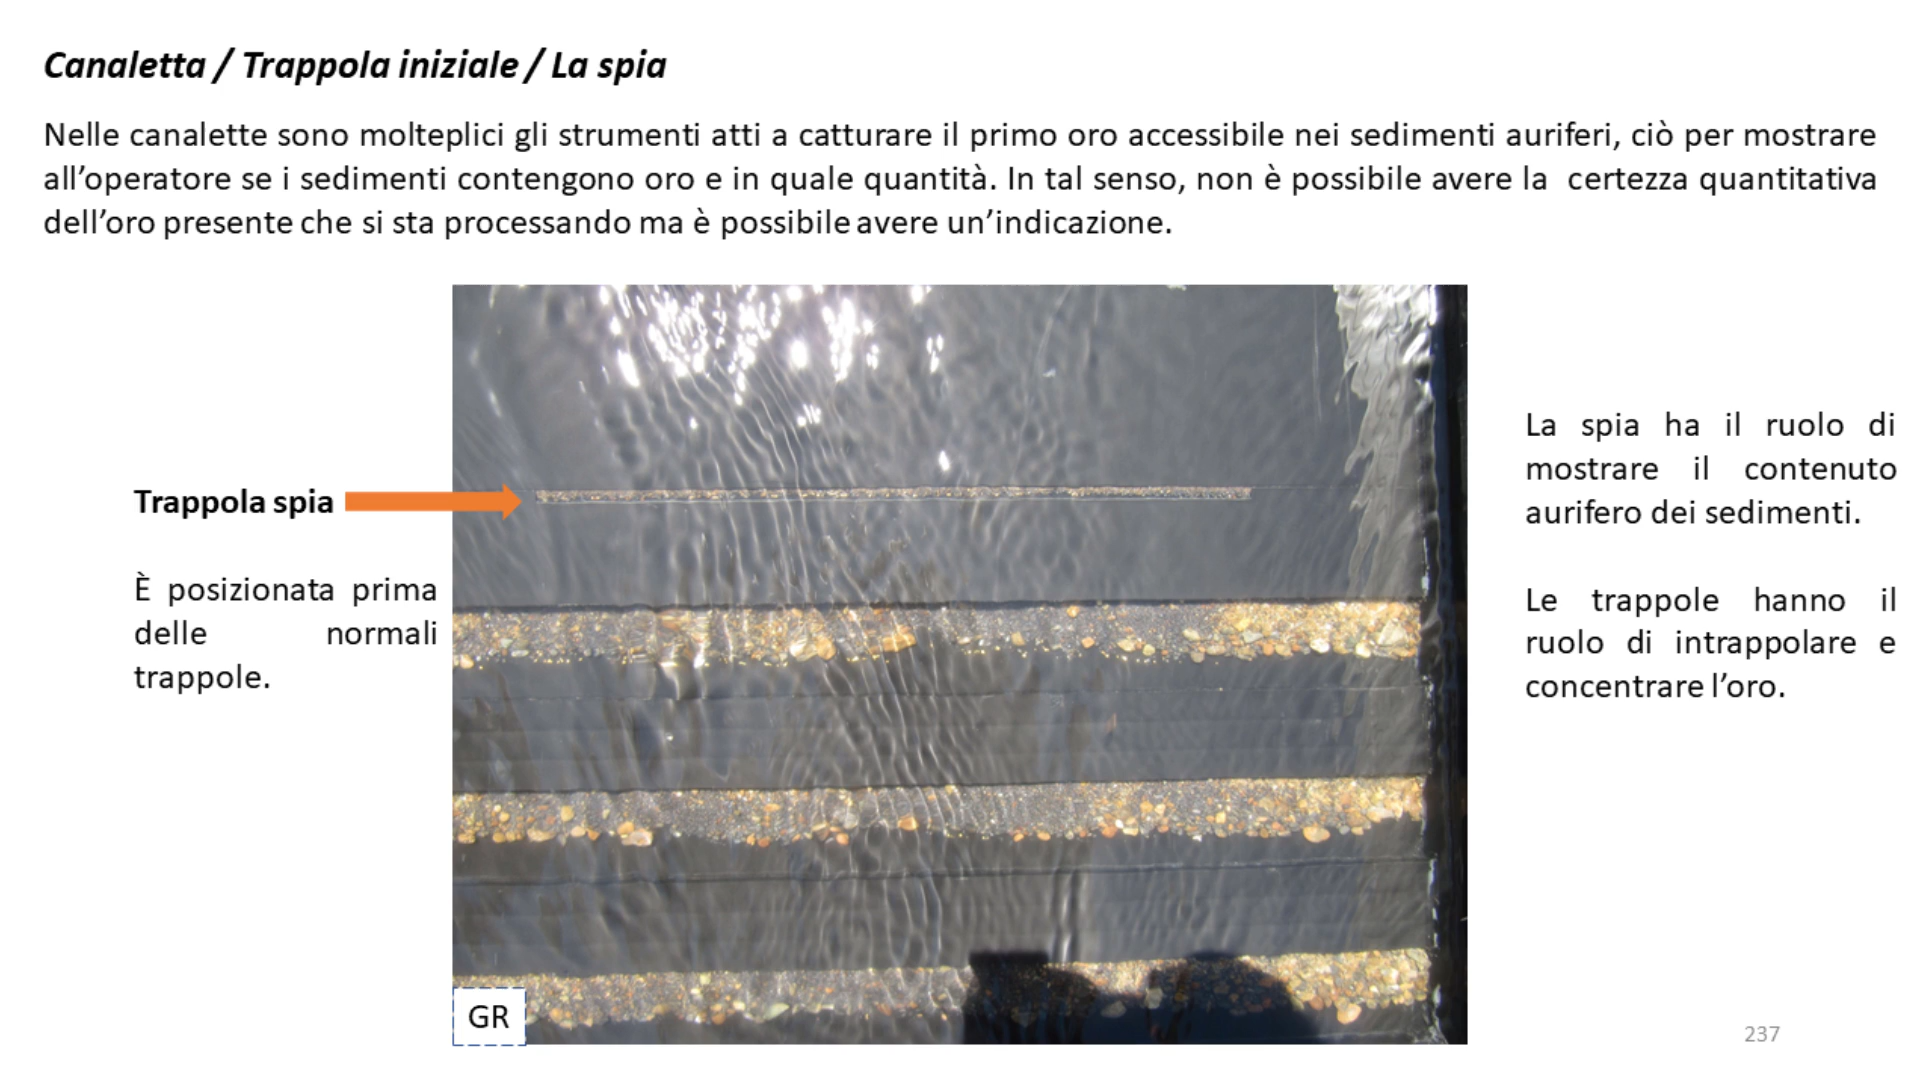 Canaletta / Trappola iniziale / La spia
Nelle canalette sono molteplici gli strumenti atti a catturare il primo oro accessibile nei sedimenti auriferi, ciò per mostrare
all’operatore se i sedimenti contengono oro e in quale quantità. In tal senso, non è possibile avere la certezza quantitativa
dell’oro presente che si sta processando ma è possibile avere un’indicazione.
Trappola spia
È posizionata prima
delle normali
trappole.
La spia ha il ruolo di
mostrare il contenuto
aurifero dei sedimenti.
Le trappole hanno il
ruolo di intrappolare e
concentrare l’oro.
GR
237